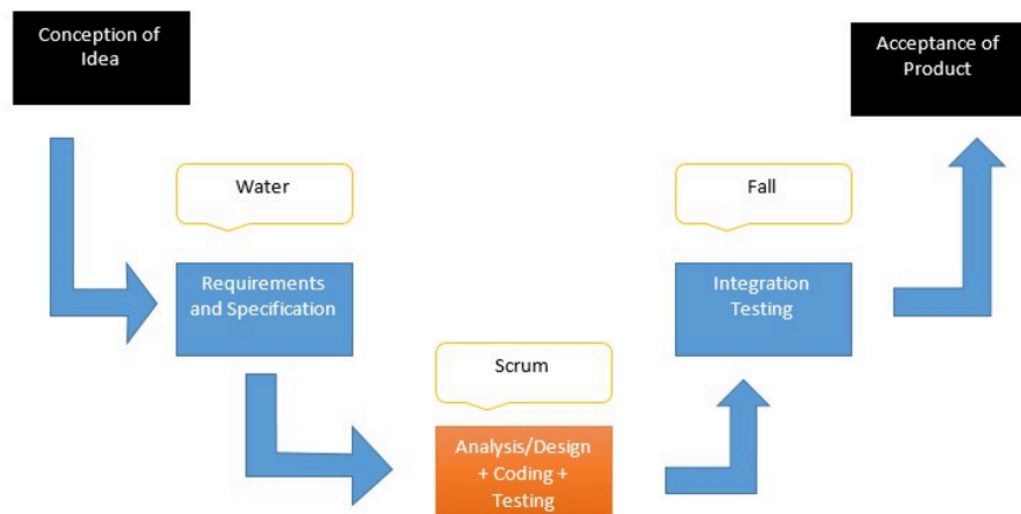 Conception of
Idea
Acceptance of
Product
Water
Fall
Requirements
and Specification
Integration
Testing
Scrum
Analysis/Design
+ Coding +
Testing